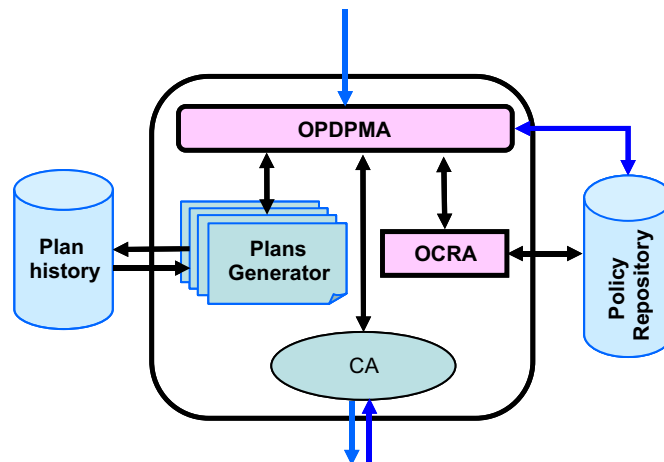 OPDPMA
Plan
history
Plans
Generator
OCRA
Policy
Repository
CA